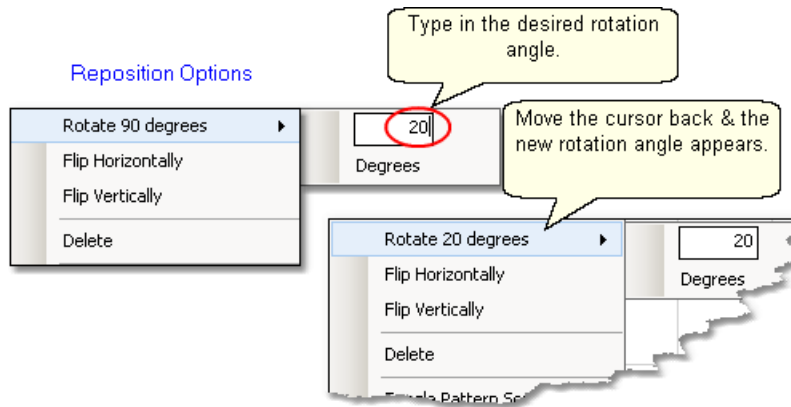 Type in the desired rotation
angle.
Reposition Options
Rotate 90 degrees
20
Flip Horizontally
Degrees
Flip Vertically
Delete
Move the cursor back & the
new rotation angle appears.
Rotate 20 degrees
20
Flip Horizontally
Degrees
Flip Vertically
Delete
Pattern